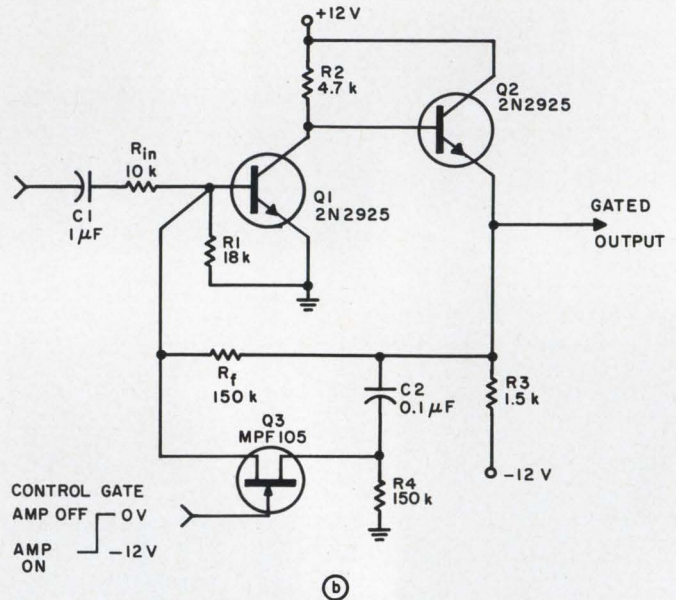 +12 V
R2
4.7 k
Q2
2N2925
Rin
10 k
C1
1 µF
Q1
2N2925
R1
18 k
GATED
OUTPUT
Rf
150 k
C2
0.1 µF
R3
1.5 k
Q3
MPF105
R4
150 k
-12 V
CONTROL GATE
AMP OFF 0 V
AMP
ON -12 V
b